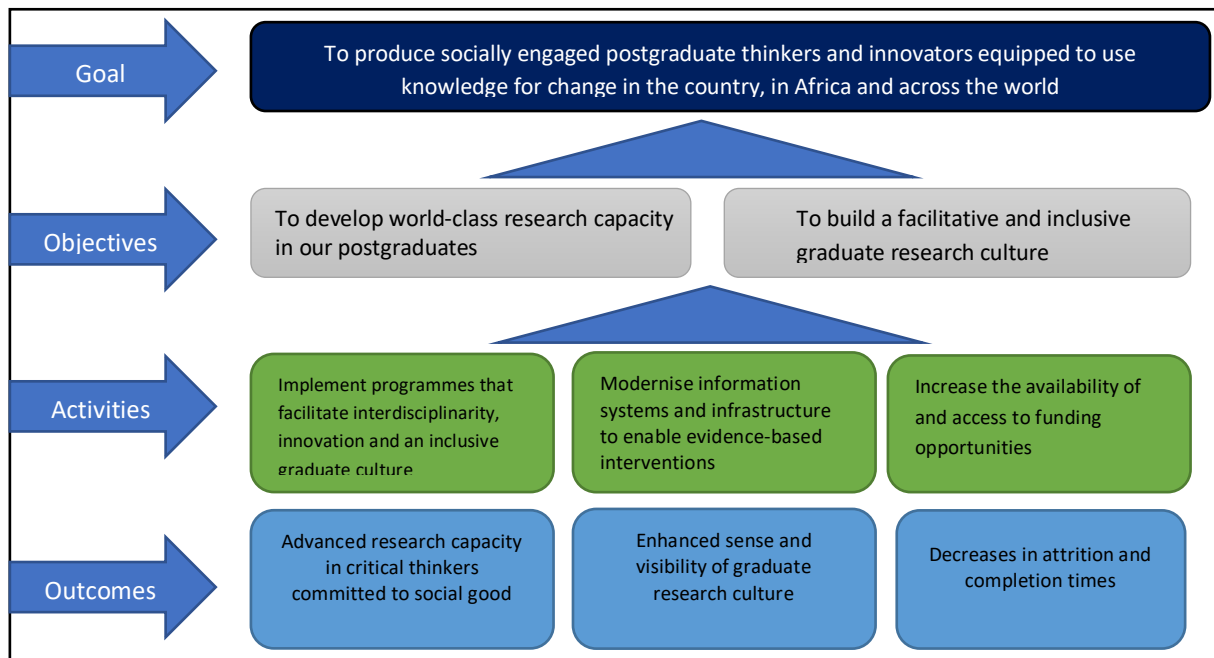 Goal
To produce socially engaged postgraduate thinkers and innovators equipped to use
knowledge for change in the country, in Africa and across the world
Objectives
To develop world-class research capacity
in our postgraduates
To build a facilitative and inclusive
graduate research culture
Activities
Implement programmes that
facilitate interdisciplinarity,
innovation and an inclusive
graduate culture
Modernise information
systems and infrastructure
to enable evidence-based
interventions
Increase the availability of
and access to funding
opportunities
Outcomes
Advanced research capacity
in critical thinkers
committed to social good
Enhanced sense and
visibility of graduate
research culture
Decreases in attrition and
completion times